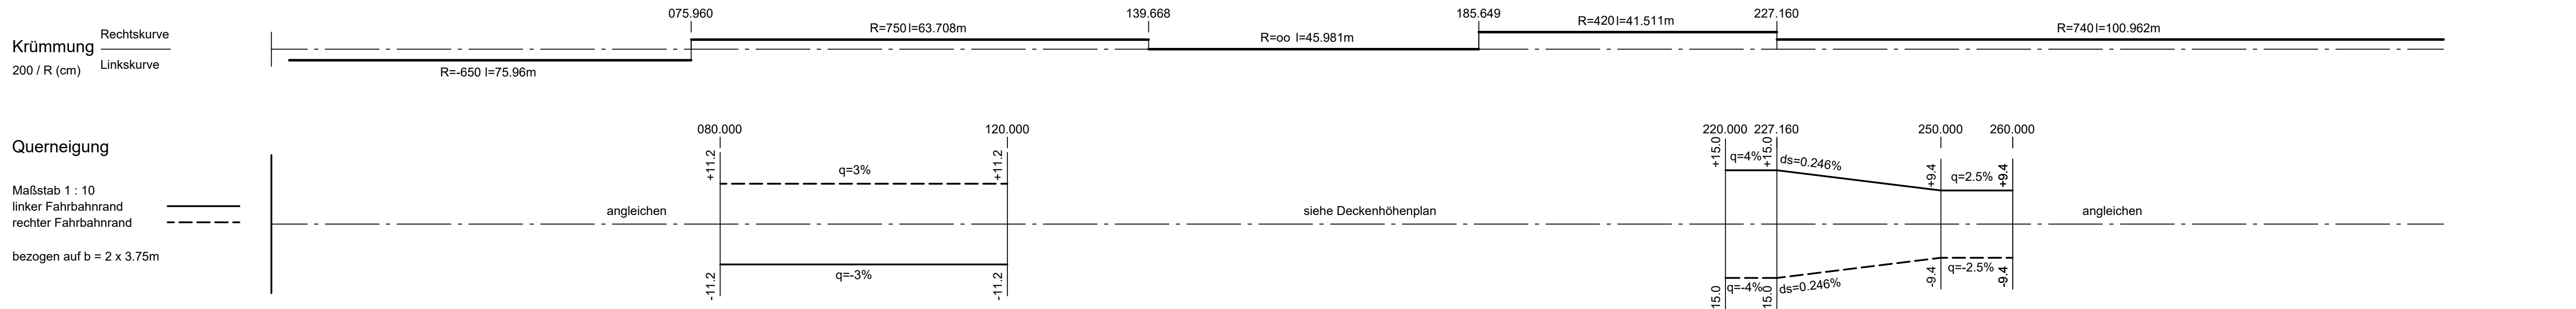 075.960
139.668
185.649
227.160
Krümmung
Rechtskurve
Linkskurve
200 / R (cm)
R=-650 l=75.96m
R=750 l=63.708m
R=oo l=45.981m
R=420 l=41.511m
R=740 l=100.962m
Querneigung
080.000
120.000
220.000
227.160
250.000
260.000
Maßstab 1 : 10
linker Fahrbahnrand
rechter Fahrbahnrand
bezogen auf b = 2 x 3.75m
angleichen
+11.2
q=3%
+11.2
-11.2
q=-3%
-11.2
siehe Deckenhöhenplan
+15.0
q=4%
+15.0
ds=0.246%
+9.4
q=2.5%
+9.4
15.0
q=-4%
15.0
ds=0.246%
-9.4
q=-2.5%
-9.4
angleichen